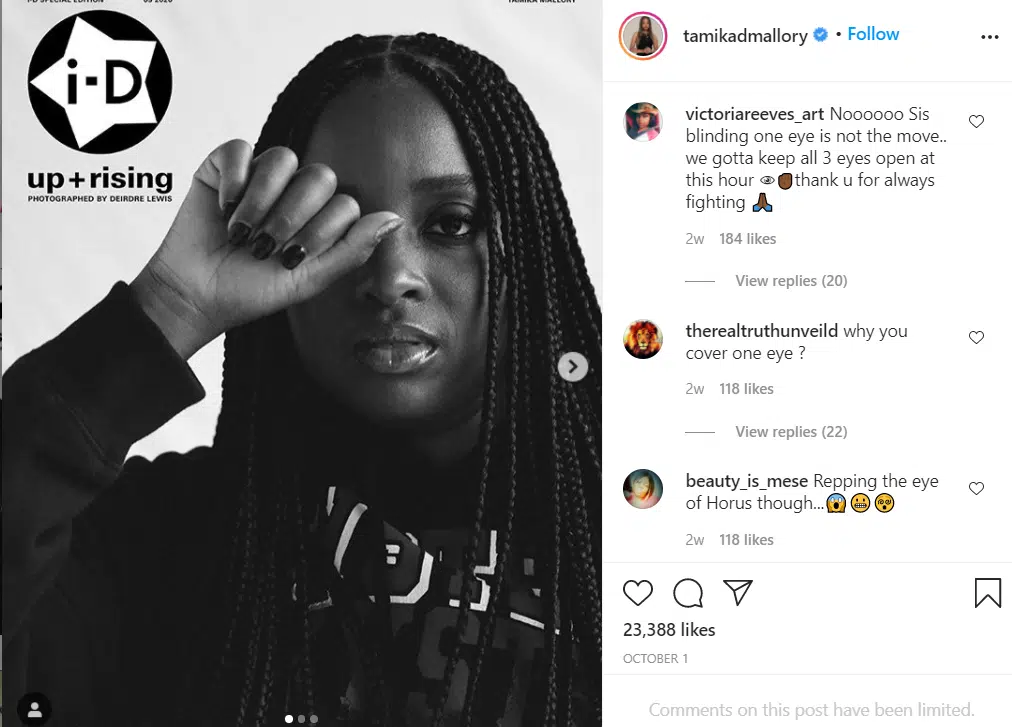 I-D SPECIAL EDITION 09 2020 TAMIKA MALLORY
i-D
up+rising
PHOTOGRAPHED BY DEIRDRE LEWIS
tamikadmallory • Follow
victoriareeves_art Noooooo Sis
blinding one eye is not the move..
we gotta keep all 3 eyes open at
this hour 👁✊🏾thank u for always
fighting 🙏🏾
2w 184 likes
View replies (20)
therealtruthunveild why you
cover one eye ?
2w 118 likes
View replies (22)
beauty_is_mese Repping the eye
of Horus though...😱😬😵
2w 118 likes
23,388 likes
OCTOBER 1
Comments on this post have been limited.